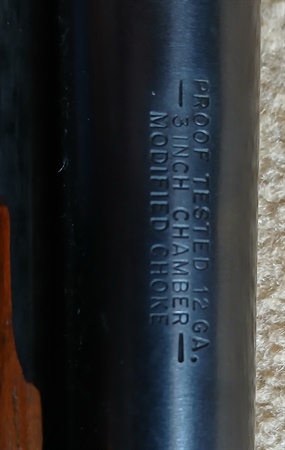 PROOF TESTED 12 GA.
— 3 INCH CHAMBER —
MODIFIED CHOKE